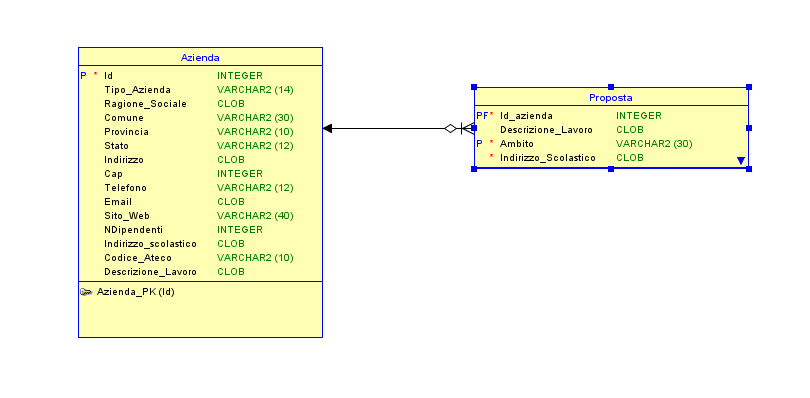 Azienda
P * Id INTEGER
Tipo_Azienda VARCHAR2 (14)
Ragione_Sociale CLOB
Comune VARCHAR2 (30)
Provincia VARCHAR2 (10)
Stato VARCHAR2 (12)
Indirizzo CLOB
Cap INTEGER
Telefono VARCHAR2 (12)
Email CLOB
Sito_Web VARCHAR2 (40)
NDipendenti INTEGER
Indirizzo_scolastico CLOB
Codice_Ateco VARCHAR2 (10)
Descrizione_Lavoro CLOB
Azienda_PK (Id)
Proposta
PF* Id_azienda INTEGER
Descrizione_Lavoro CLOB
P * Ambito VARCHAR2 (30)
* Indirizzo_Scolastico CLOB